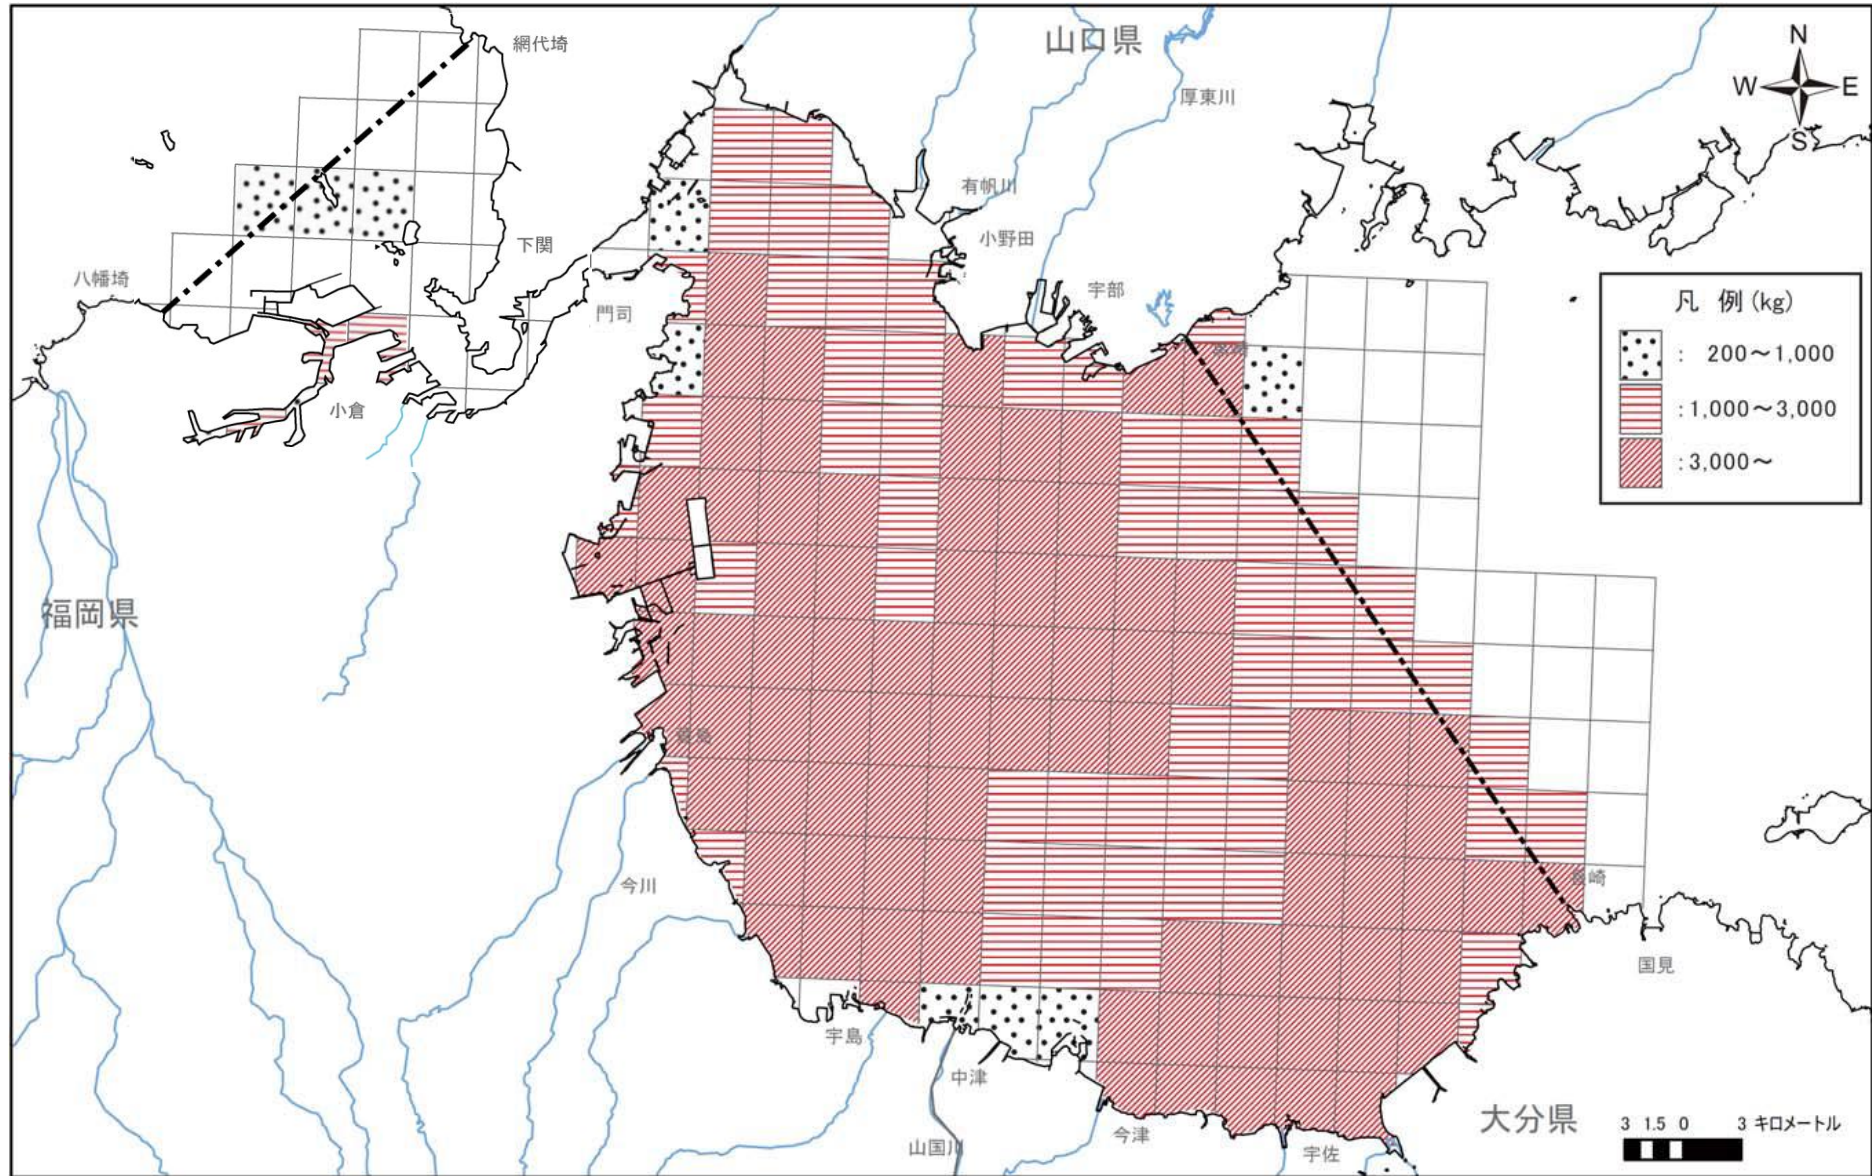 網代埼
山口県
厚東川
N
W
E
S
有帆川
小野田
下関
八幡埼
宇部
門司
小倉
凡 例 (kg)
： 200～1,000
：1,000～3,000
：3,000～
福岡県
今川
国見
宇島
中津
山国川
今津
宇佐
大分県
3 1.5 0 3 キロメートル